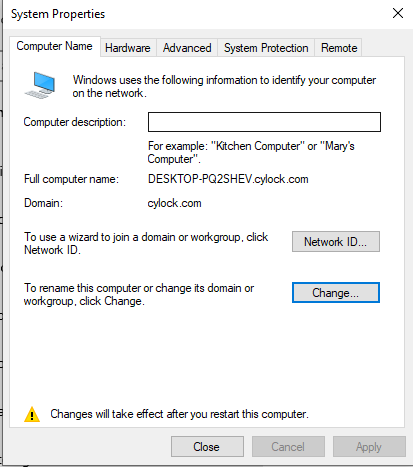 System Properties
Computer Name Hardware Advanced System Protection Remote
Windows uses the following information to identify your computer
on the network.
Computer description:
For example: "Kitchen Computer" or "Mary's
Computer".
Full computer name: DESKTOP-PQ2SHEV.cylock.com
Domain: cylock.com
To use a wizard to join a domain or workgroup, click
Network ID.
Network ID...
To rename this computer or change its domain or
workgroup, click Change.
Change...
Changes will take effect after you restart this computer.
Close Cancel Apply